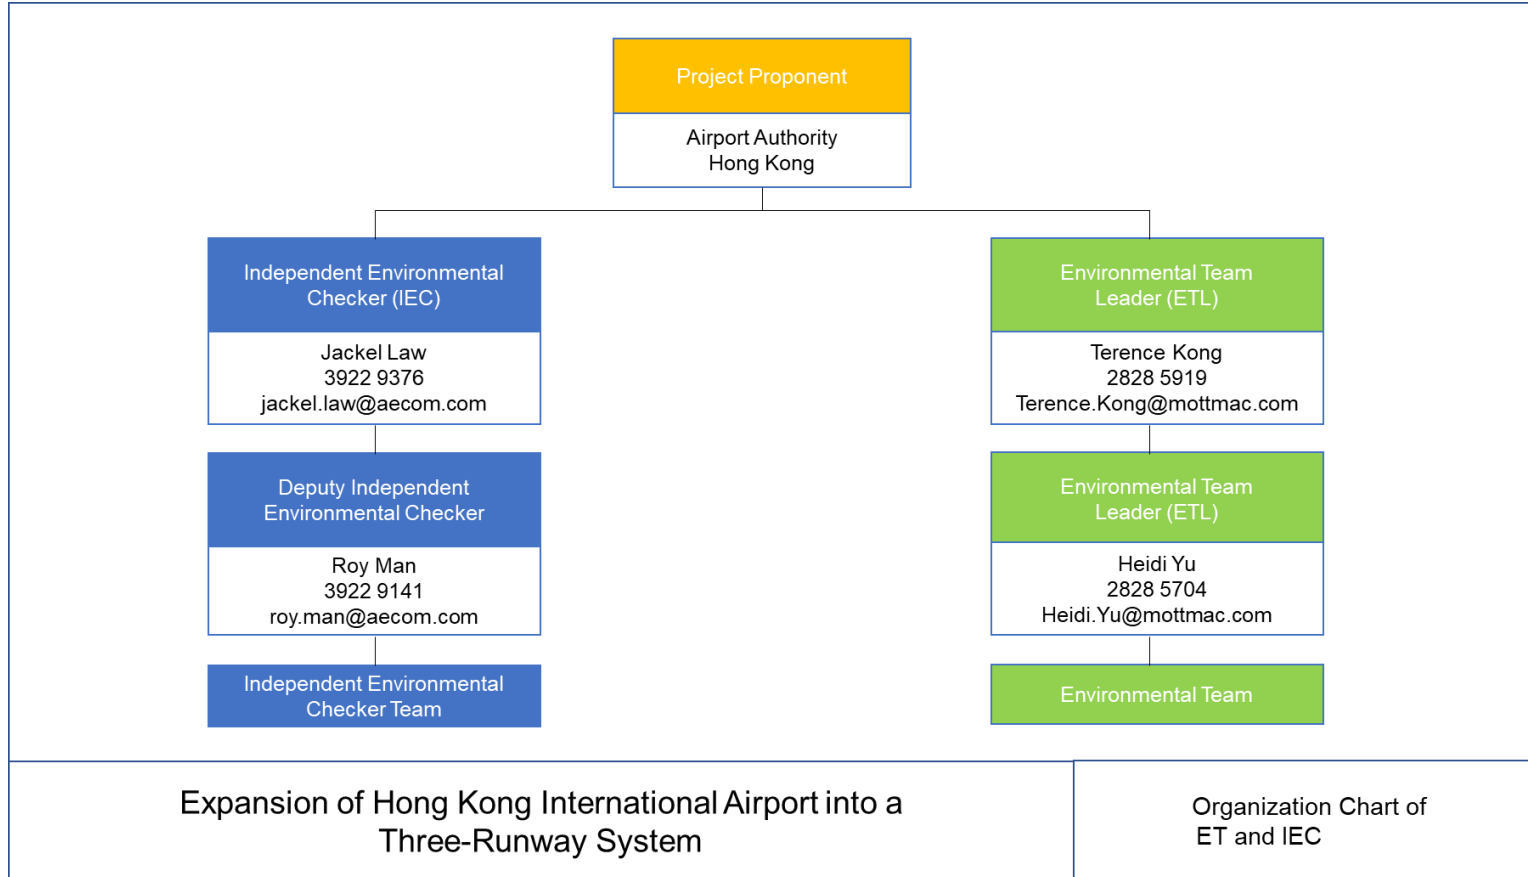 Project Proponent
Airport Authority
Hong Kong
Independent Environmental
Checker (IEC)
Jackel Law
3922 9376
jackel.law@aecom.com
Deputy Independent
Environmental Checker
Roy Man
3922 9141
roy.man@aecom.com
Independent Environmental
Checker Team
Environmental Team
Leader (ETL)
Terence Kong
2828 5919
Terence.Kong@mottmac.com
Environmental Team
Leader (ETL)
Heidi Yu
2828 5704
Heidi.Yu@mottmac.com
Environmental Team
Expansion of Hong Kong International Airport into a
Three-Runway System
Organization Chart of
ET and IEC